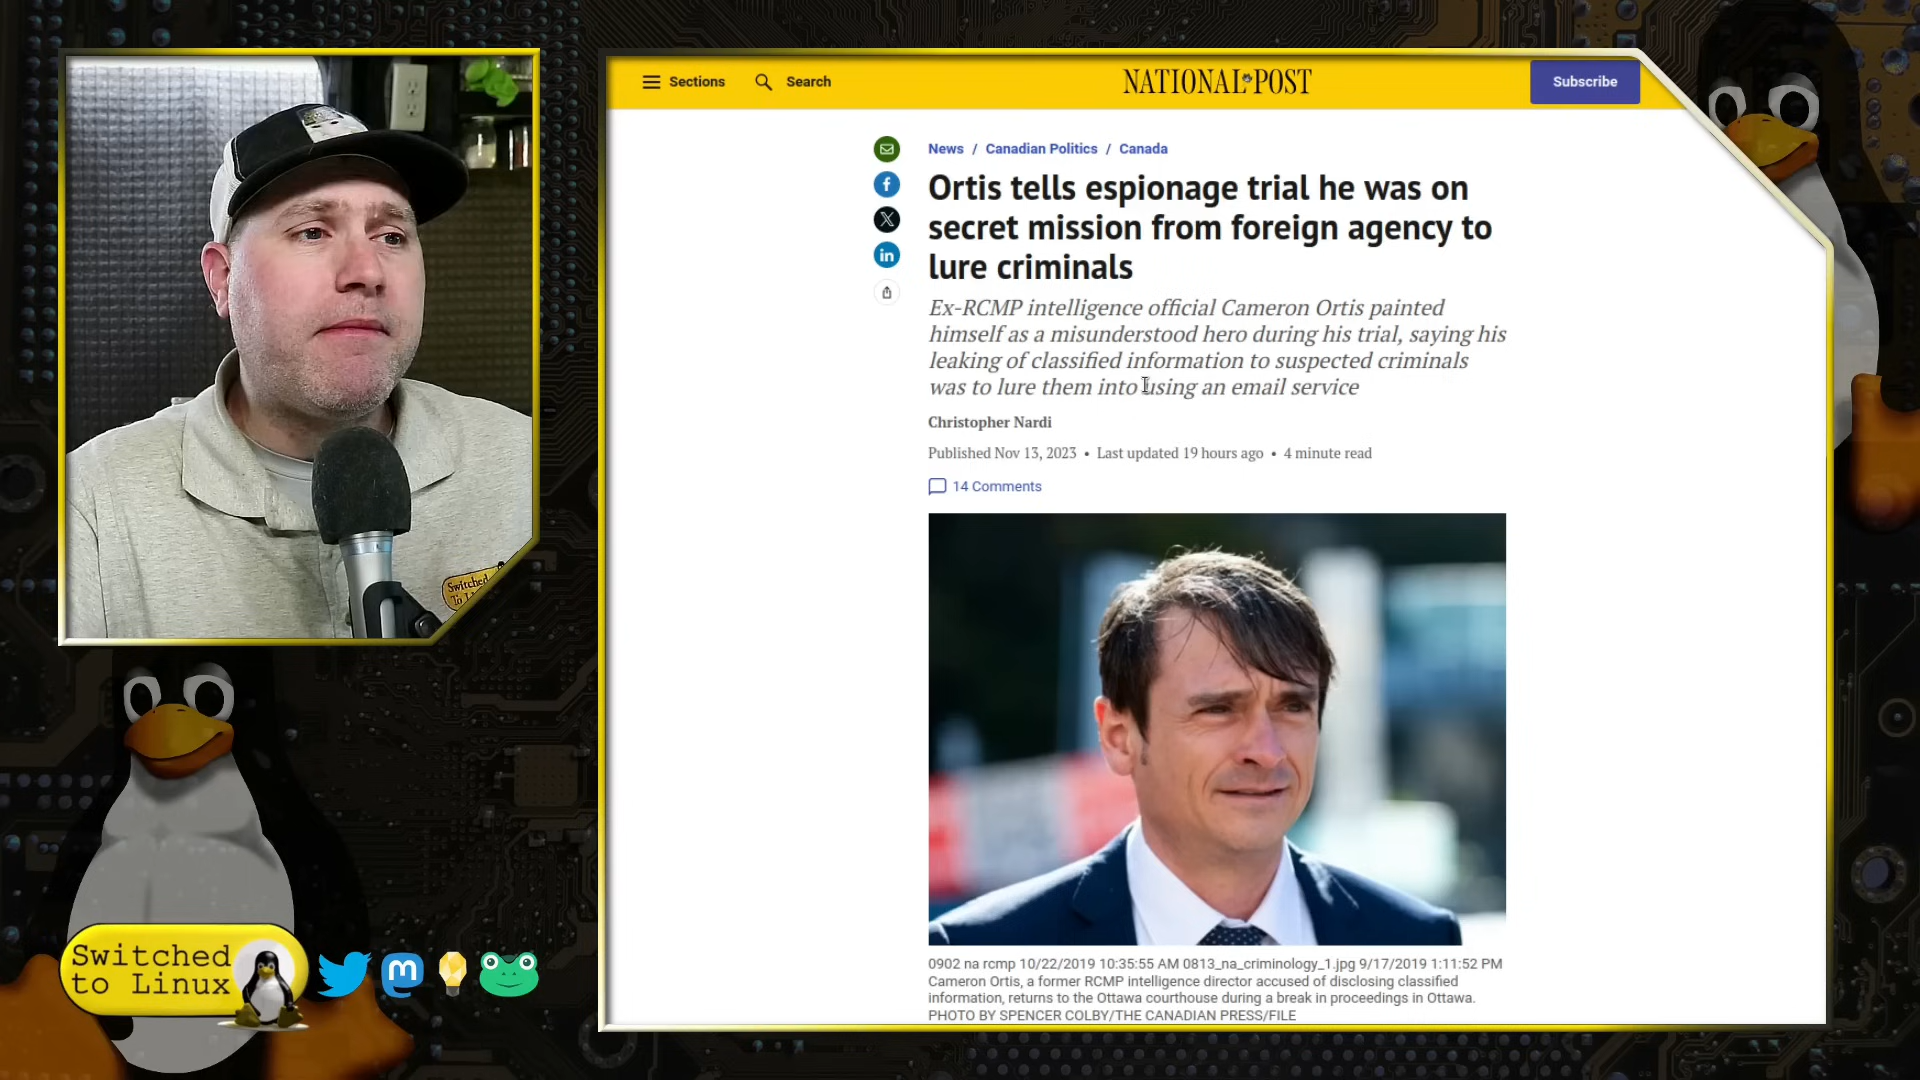 Sections
Search
NATIONAL POST
Subscribe
News / Canadian Politics / Canada
Ortis tells espionage trial he was on
secret mission from foreign agency to
lure criminals
Ex-RCMP intelligence official Cameron Ortis painted
himself as a misunderstood hero during his trial, saying his
leaking of classified information to suspected criminals
was to lure them into using an email service
Christopher Nardi
Published Nov 13, 2023 • Last updated 19 hours ago • 4 minute read
14 Comments
0902 na rcmp 10/22/2019 10:35:55 AM 0813_na_criminology_1.jpg 9/17/2019 1:11:52 PM
Cameron Ortis, a former RCMP intelligence director accused of disclosing classified
information, returns to the Ottawa courthouse during a break in proceedings in Ottawa.
PHOTO BY SPENCER COLBY/THE CANADIAN PRESS/FILE
Switched
To
Switched
to Linux